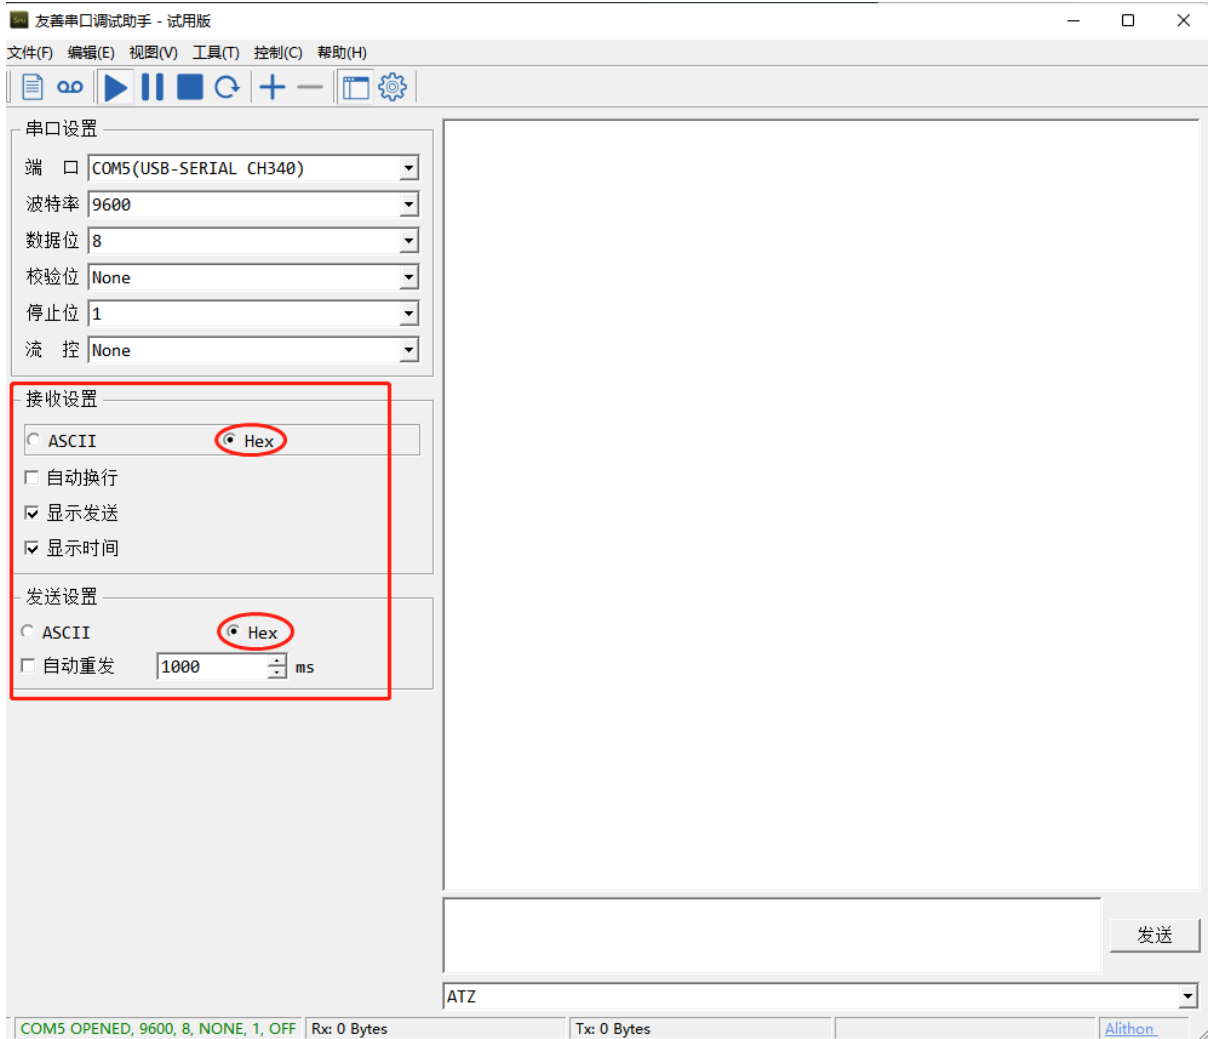 友善串口调试助手 - 试用版
文件(F) 编辑(E) 视图(V) 工具(T) 控制(C) 帮助(H)
串口设置
端 口 COM5(USB-SERIAL CH340)
波特率 9600
数据位 8
校验位 None
停止位 1
流 控 None
接收设置
ASCII Hex
自动换行
显示发送
显示时间
发送设置
ASCII Hex
自动重发 1000 ms
发送
ATZ
COM5 OPENED, 9600, 8, NONE, 1, OFF Rx: 0 Bytes Tx: 0 Bytes Alithon